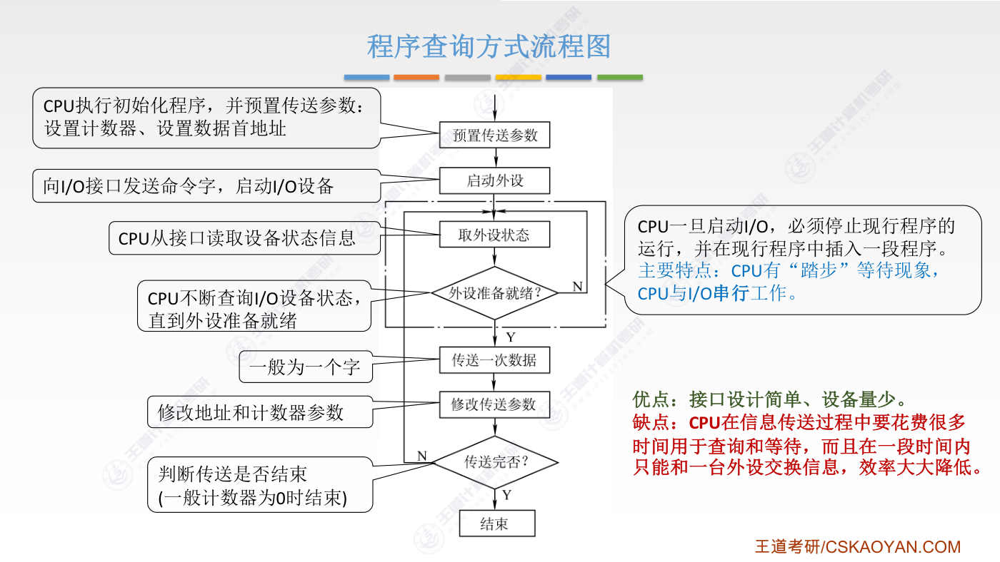 程序查询方式流程图
CPU执行初始化程序，并预置传送参数：
设置计数器、设置数据首地址
预置传送参数
向I/O接口发送命令字，启动I/O设备
启动外设
CPU从接口读取设备状态信息
取外设状态
CPU不断查询I/O设备状态，
直到外设准备就绪
外设准备就绪？
N
Y
CPU一旦启动I/O，必须停止现行程序的
运行，并在现行程序中插入一段程序。
主要特点：CPU有“踏步”等待现象，
CPU与I/O串行工作。
一般为一个字
传送一次数据
修改地址和计数器参数
修改传送参数
判断传送是否结束
(一般计数器为0时结束)
N
传送完否？
Y
结束
优点：接口设计简单、设备量少。
缺点：CPU在信息传送过程中要花费很多
时间用于查询和等待，而且在一段时间内
只能和一台外设交换信息，效率大大降低。
王道考研/CSKAOYAN.COM